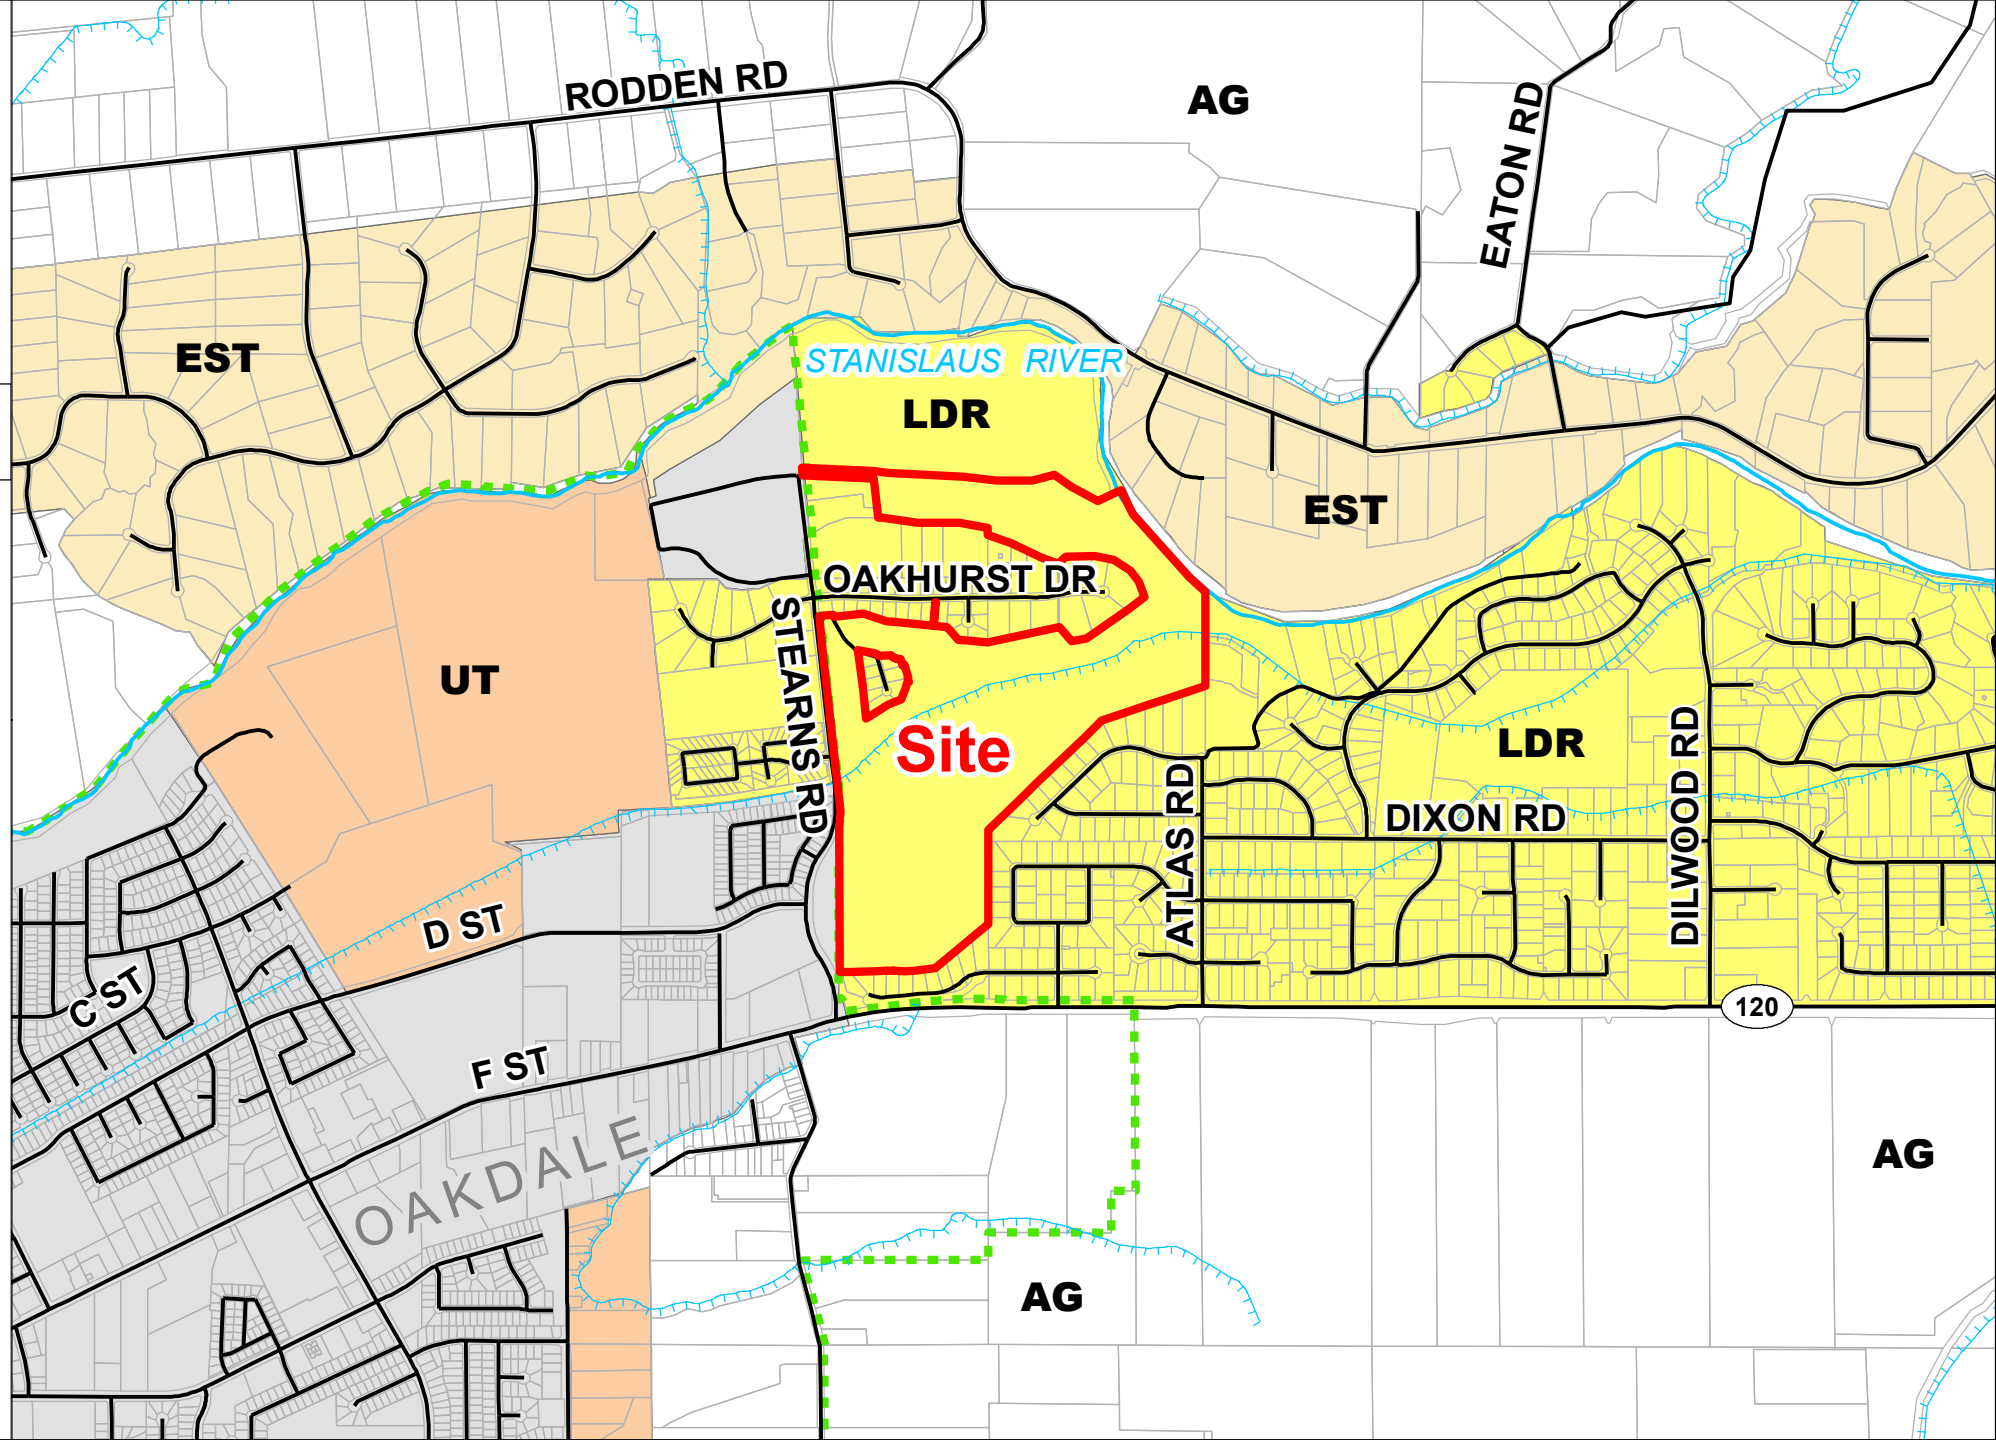 RODDEN RD
AG
EATON RD
EST
STANISLAUS RIVER
LDR
EST
OAKHURST DR.
STEARNS RD
UT
Site
LDR
DILWOOD RD
ATLAS RD
DIXON RD
D ST
C ST
120
F ST
OAKDALE
AG
AG